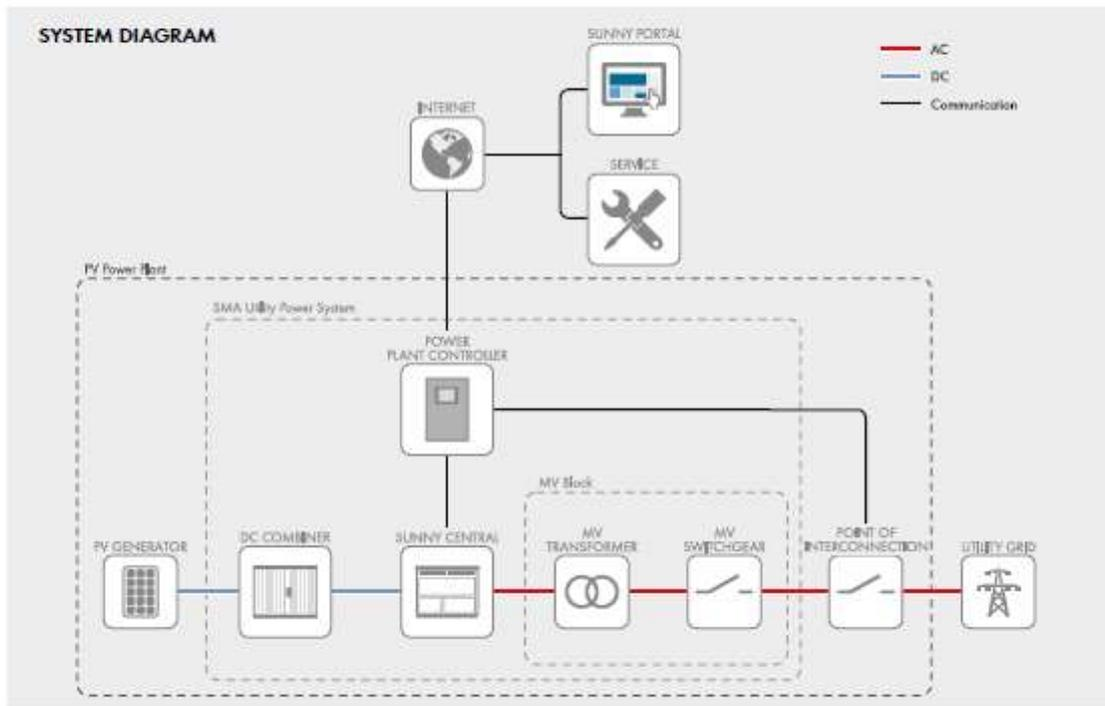 SYSTEM DIAGRAM
SUNNY PORTAL
AC
DC
Communication
INTERNET
SERVICE
PV Power Plant
SMA Utility Power System
POWER
PLANT CONTROLLER
MV Block
PV GENERATOR
DC COMBINER
SUNNY CENTRAL
MV
TRANSFORMER
MV
SWITCHGEAR
POINT OF
INTERCONNECTION
UTILITY GRID